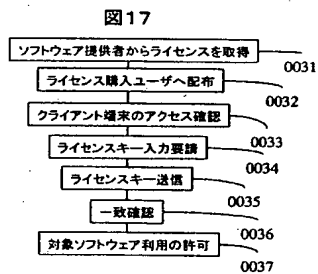 図17
ソフトウェア提供者からライセンスを取得
0031
ライセンス購入ユーザへ配布
0032
クライアント端末のアクセス確認
0033
ライセンスキー入力要請
0034
ライセンスキー送信
0035
一致確認
0036
対象ソフトウェア利用の許可
0037